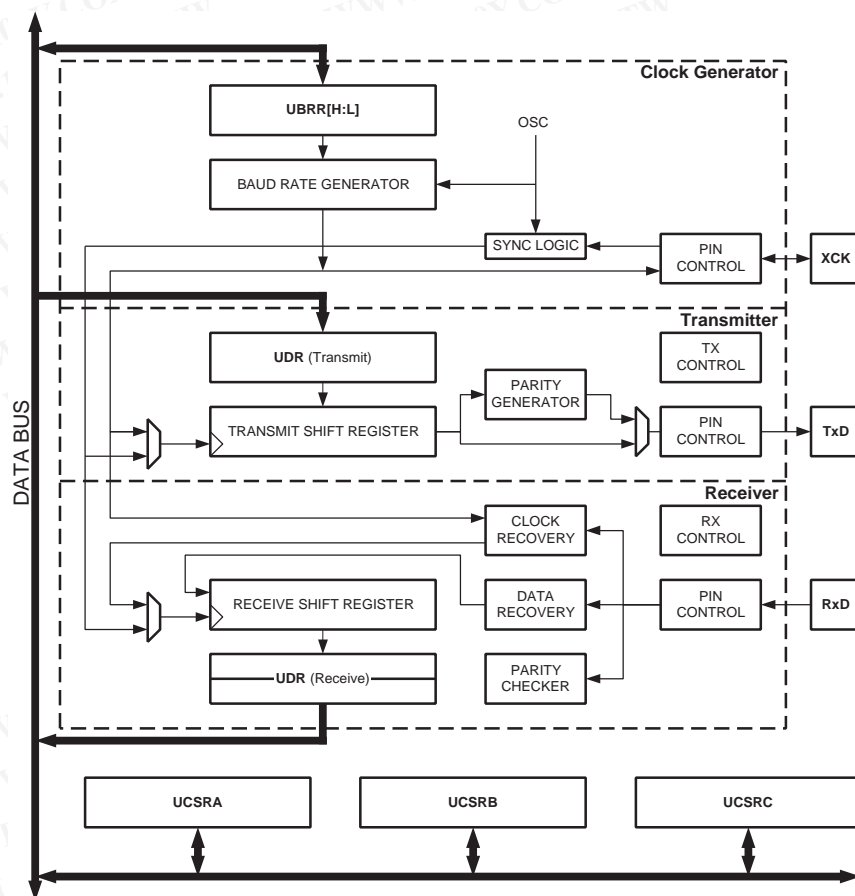 Clock Generator
UBRR[H:L]
OSC
BAUD RATE GENERATOR
SYNC LOGIC
PIN
CONTROL
XCK
Transmitter
UDR (Transmit)
TX
CONTROL
PARITY
GENERATOR
TRANSMIT SHIFT REGISTER
PIN
CONTROL
TxD
DATA BUS
Receiver
CLOCK
RECOVERY
RX
CONTROL
RECEIVE SHIFT REGISTER
DATA
RECOVERY
PIN
CONTROL
RxD
UDR (Receive)
PARITY
CHECKER
UCSRA
UCSRB
UCSRC